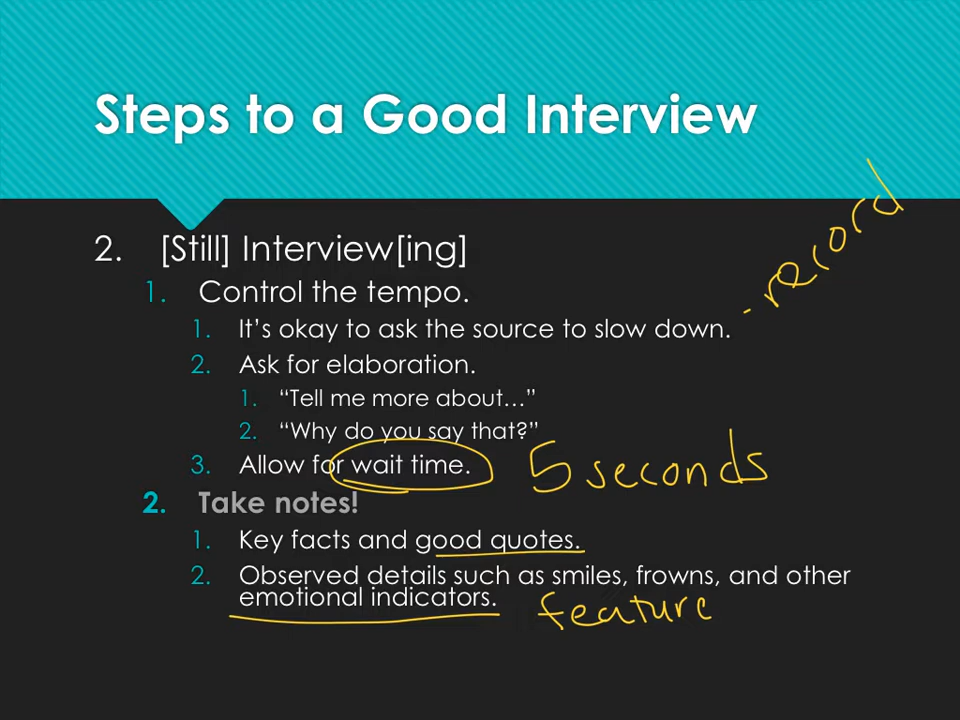 Steps to a Good Interview
2. [Still] Interview[ing]
1. Control the tempo.
- record
1. It's okay to ask the source to slow down.
2. Ask for elaboration.
1. “Tell me more about…”
2. “Why do you say that?”
3. Allow for wait time. 5 seconds
2. Take notes!
1. Key facts and good quotes.
2. Observed details such as smiles, frowns, and other
emotional indicators. feature